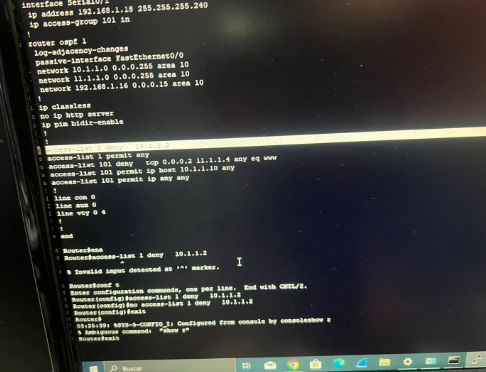 interface Serial0/1
ip address 192.168.1.18 255.255.255.240
ip access-group 101 in
!
router ospf 1
log-adjacency-changes
passive-interface FastEthernet0/0
network 10.1.1.0 0.0.0.255 area 10
network 11.1.1.0 0.0.0.255 area 10
network 192.168.1.16 0.0.0.15 area 10
!
ip classless
no ip http server
ip pim bidir-enable
!
!
access-list 1 deny 10.1.1.2
access-list 1 permit any
access-list 101 deny tcp 0.0.0.2 11.1.1.4 any eq www
access-list 101 permit ip host 10.1.1.10 any
access-list 101 permit ip any any
!
line con 0
line aux 0
line vty 0 4
!
!
end
Router#ena
Router#access-list 1 deny 10.1.1.2
^
% Invalid input detected at '^' marker.
Router#conf t
Enter configuration commands, one per line. End with CNTL/Z.
Router(config)#access-list 1 deny 10.1.1.2
Router(config)#no access-list 1 deny 10.1.1.2
Router(config)#exit
Router#
03:25:39: %SYS-5-CONFIG_I: Configured from console by consoleshow r
% Ambiguous command: "show r"
Router#exit
Buscar